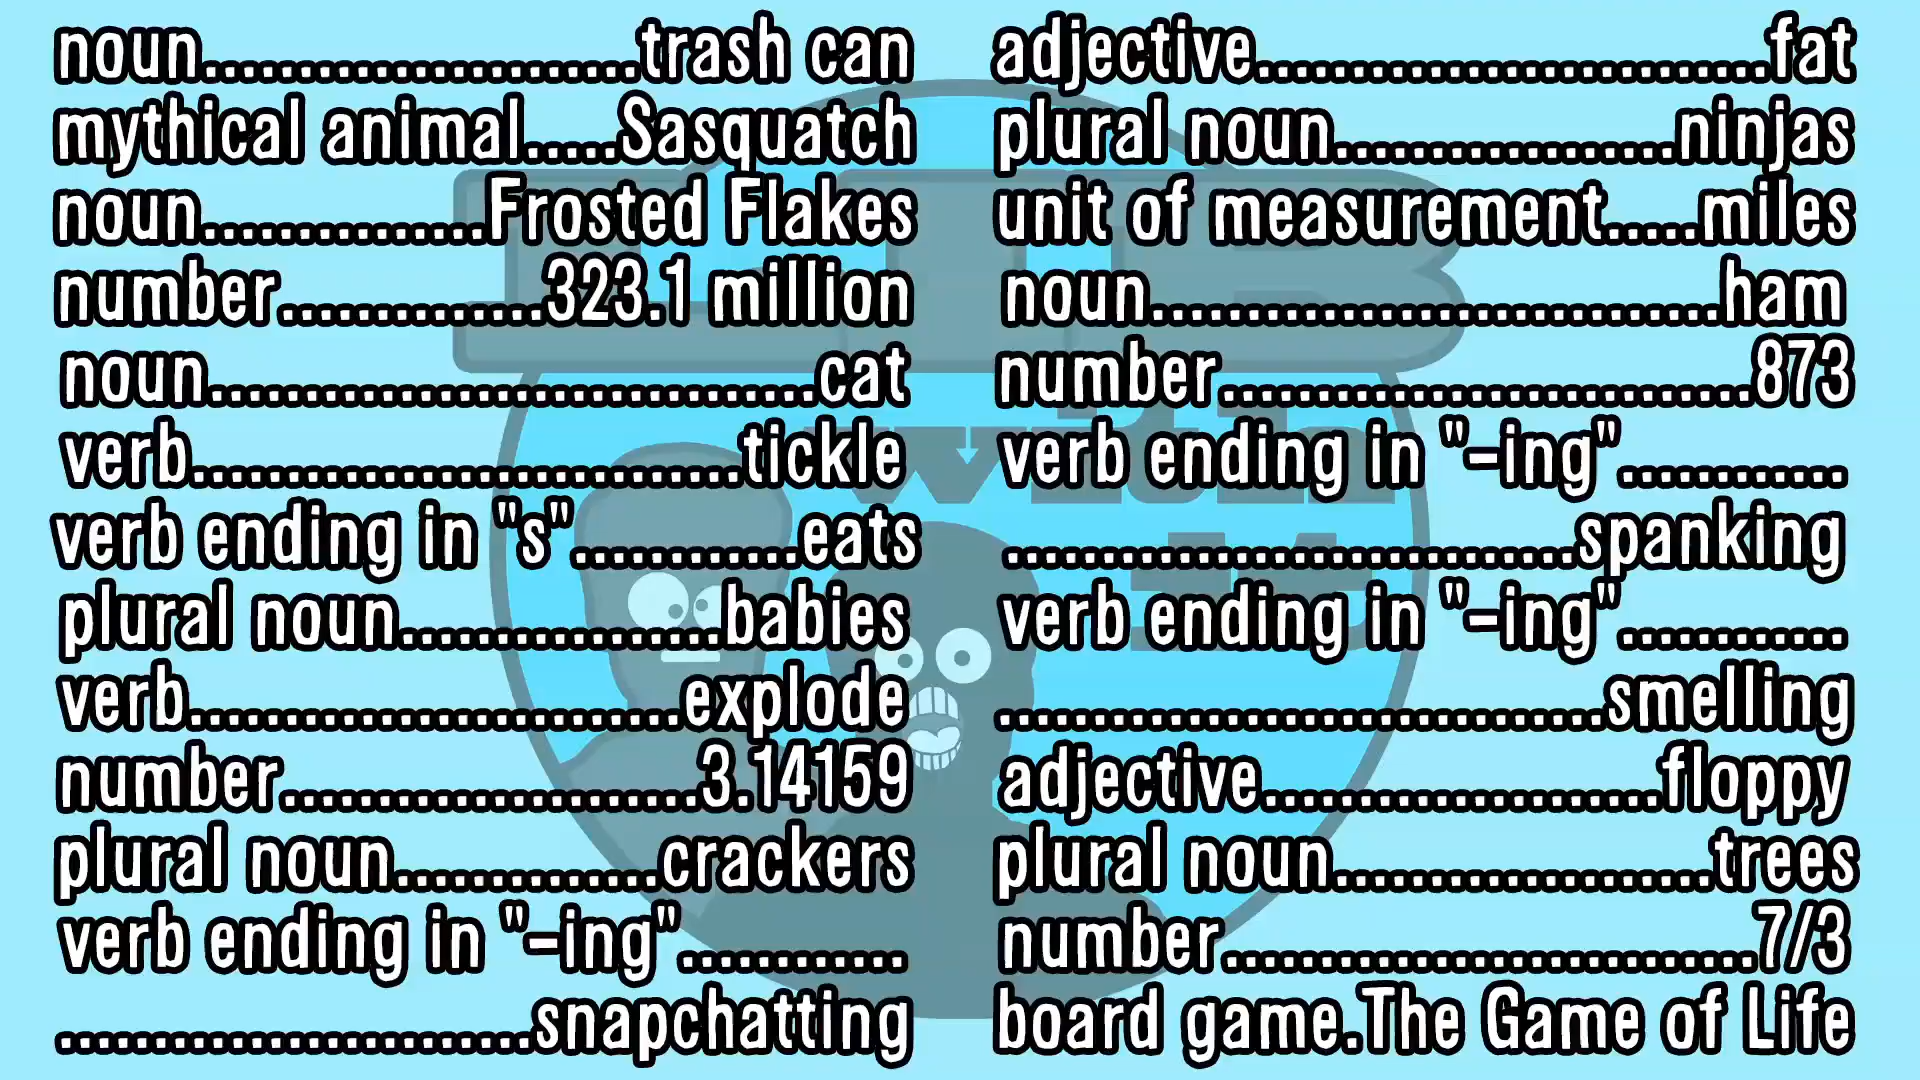 noun............................trash can
mythical animal.....Sasquatch
noun...............Frosted Flakes
number..............323.1 million
noun................................cat
verb.............................tickle
verb ending in "s"............eats
plural noun.................babies
verb..........................explode
number......................3.14159
plural noun..............crackers
verb ending in "-ing"............
.........................snapchatting
adjective...........................fat
plural noun..................ninjas
unit of measurement.....miles
noun..............................ham
number............................873
verb ending in "-ing"............
..............................spanking
verb ending in "-ing"............
................................smelling
adjective.....................floppy
plural noun....................trees
number............................7/3
board game.The Game of Life